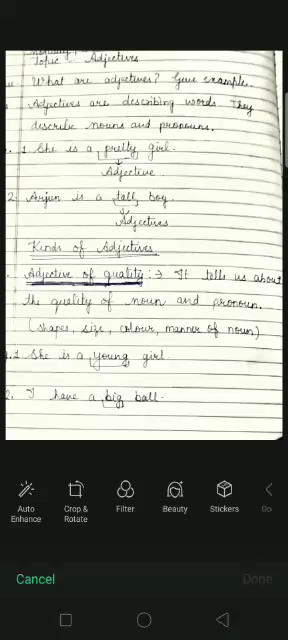 Topic - Adjectives
What are adjectives? Give example.
Adjectives are describing words. They
describe nouns and pronouns.
1 She is a pretty girl.
Adjective
2. Arjun is a tall boy.
Adjectives
Kinds of Adjectives
Adjective of quality :→ It tells us about
the quality of noun and pronoun.
(shapes, size, colour, manner of noun)
1 She is a young girl.
2. I have a big ball.
Auto Enhance
Crop & Rotate
Filter
Beauty
Stickers
Cancel
Done